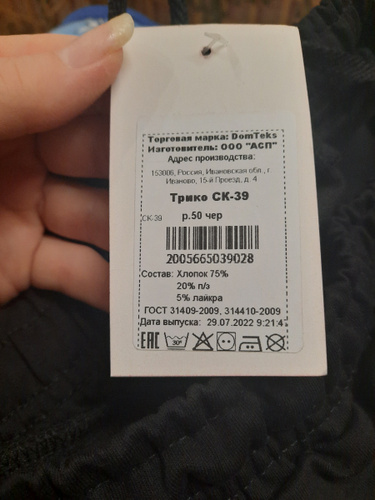 Торговая марка: DomTeks
Изготовитель: ООО "АСП"
Адрес производства:
153006, Россия, Ивановская обл., г
Иваново, 15-й Проезд, д. 4
Трико СК-39
СК-39 р.50 чер
2005665039028
Состав: Хлопок 75%
20% п/э
5% лайкра
ГОСТ 31409-2009, 314410-2009
Дата выпуска: 29.07.2022 9:21:4
EAC 30°